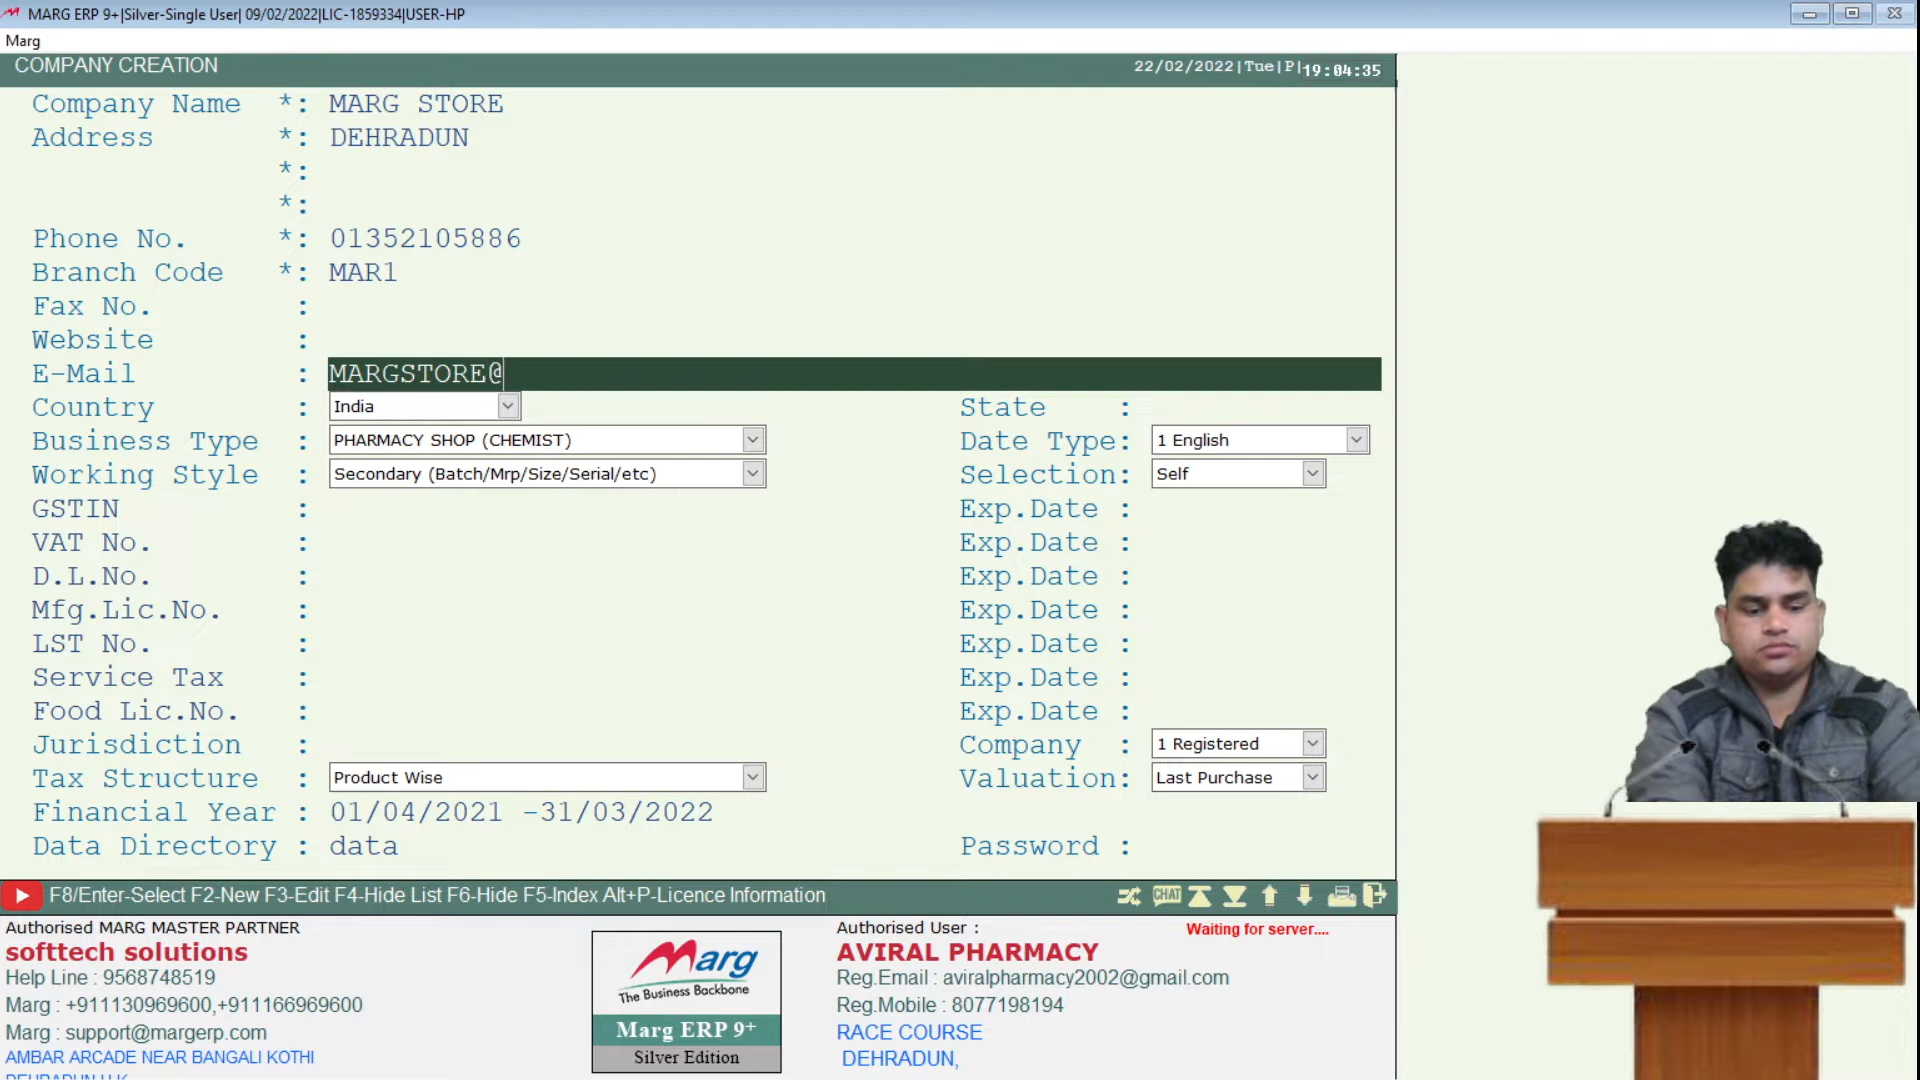 MARG ERP 9+|Silver-Single User| 09/02/2022|LIC-1859334|USER-HP
Marg
COMPANY CREATION 22/02/2022|Tue|P|19:04:35
Company Name *: MARG STORE
Address *: DEHRADUN
*:
*:
Phone No. *: 01352105886
Branch Code *: MAR1
Fax No. :
Website :
E-Mail : MARGSTORE@
Country : India State :
Business Type : PHARMACY SHOP (CHEMIST) Date Type: 1 English
Working Style : Secondary (Batch/Mrp/Size/Serial/etc) Selection: Self
GSTIN : Exp.Date :
VAT No. : Exp.Date :
D.L.No. : Exp.Date :
Mfg.Lic.No. : Exp.Date :
LST No. : Exp.Date :
Service Tax : Exp.Date :
Food Lic.No. : Exp.Date :
Jurisdiction : Company : 1 Registered
Tax Structure : Product Wise Valuation: Last Purchase
Financial Year : 01/04/2021 -31/03/2022
Data Directory : data Password :
F8/Enter-Select F2-New F3-Edit F4-Hide List F6-Hide F5-Index Alt+P-Licence Information CHAT
Authorised MARG MASTER PARTNER
softtech solutions
Help Line : 9568748519
Marg : +911130969600,+911166969600
Marg : support@margerp.com
AMBAR ARCADE NEAR BANGALI KOTHI
DEHRADUN U.K
Marg
The Business Backbone
Marg ERP 9+
Silver Edition
Authorised User : Waiting for server....
AVIRAL PHARMACY
Reg.Email : aviralpharmacy2002@gmail.com
Reg.Mobile : 8077198194
RACE COURSE
DEHRADUN,